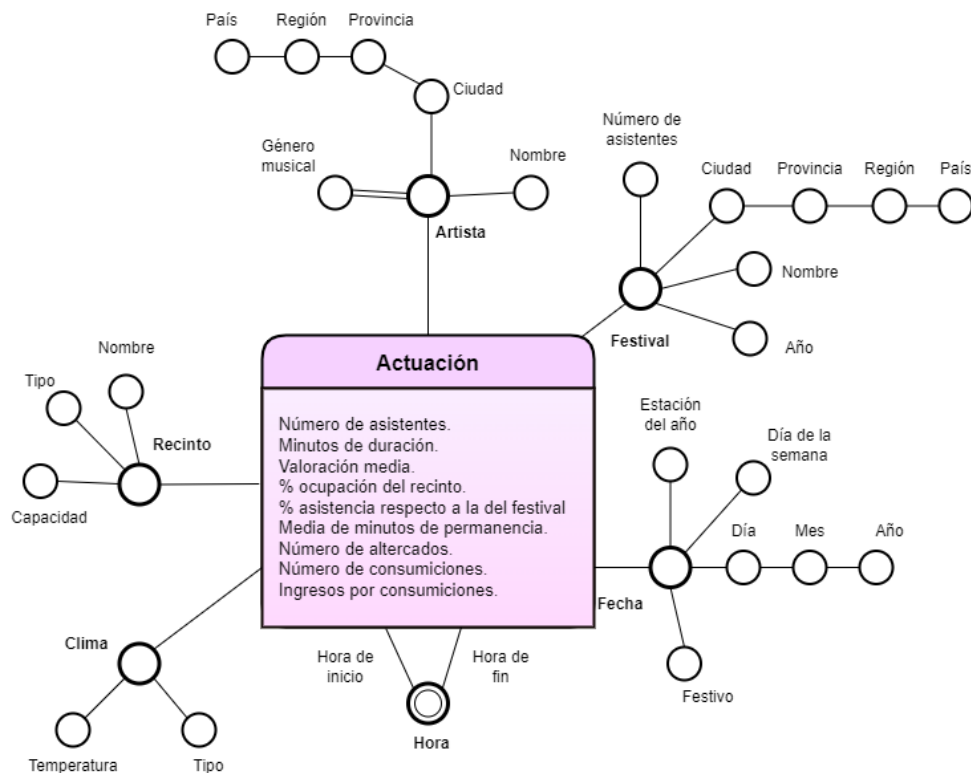 País
Región
Provincia
Ciudad
Género
musical
Nombre
Artista
Número de
asistentes
Ciudad
Provincia
Región
País
Nombre
Año
Festival
Actuación
Número de asistentes.
Minutos de duración.
Valoración media.
% ocupación del recinto.
% asistencia respecto a la del festival
Media de minutos de permanencia.
Número de altercados.
Número de consumiciones.
Ingresos por consumiciones.
Nombre
Tipo
Recinto
Capacidad
Estación
del año
Día de la
semana
Día
Mes
Año
Fecha
Festivo
Clima
Temperatura
Tipo
Hora de
inicio
Hora de
fin
Hora